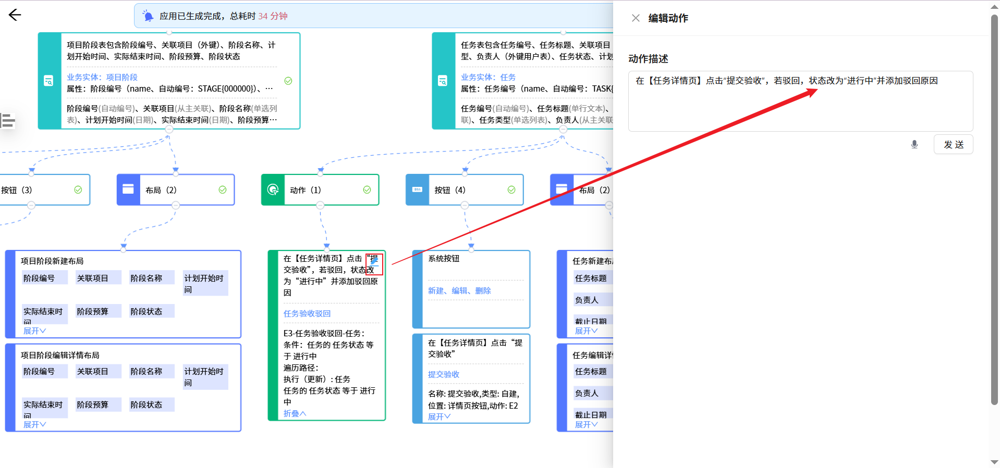 应用已生成完成，总耗时 34 分钟
项目阶段表包含阶段编号、关联项目（外键）、阶段名称、计
划开始时间、实际结束时间、阶段预算、阶段状态
业务实体：项目阶段
属性：阶段编号（name、自动编号：STAGE{000000}）、…
阶段编号(自动编号)、关联项目(从主关联)、阶段名称(单选列
表)、计划开始时间(日期)、实际结束时间(日期)、阶段预算…
任务表包含任务编号、任务标题、关联项目
型、负责人（外键用户表）、任务状态、计划
业务实体：任务
属性：任务编号（name、自动编号：TASK{
任务编号(自动编号)、任务标题(单行文本)、
联)、任务类型(单选列表)、负责人(从主关联
按钮（3）
布局（2）
动作（1）
Btn
按钮（4）
布局（2）
项目阶段新建布局
阶段编号
关联项目
阶段名称
计划开始时
间
实际结束时
间
阶段预算
阶段状态
展开
项目阶段编辑详情布局
阶段编号
关联项目
阶段名称
计划开始时
间
实际结束时
间
阶段预算
阶段状态
展开
在【任务详情页】点击“提
交验收”，若驳回，状态改
为“进行中”并添加驳回原
因
任务验收驳回
E3-任务验收驳回-任务：
条件：任务的 任务状态 等
于 进行中
遍历路径：
执行（更新）: 任务
任务的 任务状态 等于 进行
中
折叠
系统按钮
新建、编辑、删除
在【任务详情页】点击“提
交验收”
提交验收
名称: 提交验收,类型: 自建,
位置: 详情页按钮,动作: E2
展开
任务新建布
任务标题
负责人
截止日期
展开
任务编辑详
任务标题
负责人
截止日期
展开
编辑动作
动作描述
在【任务详情页】点击“提交验收”，若驳回，状态改为“进行中”并添加驳回原因
发 送